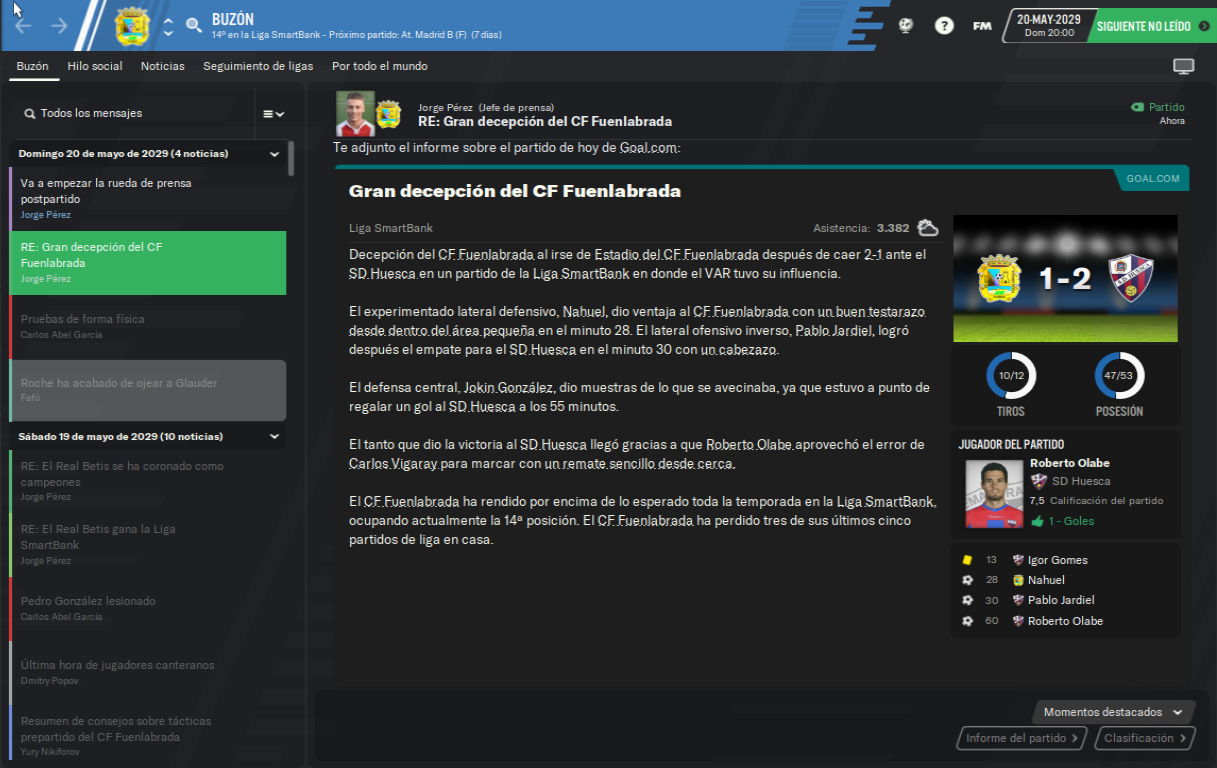 BUZÓN
14º en la Liga SmartBank - Próximo partido: At. Madrid B (F) (7 días)
?
FM
20-MAY-2029
Dom 20:00
SIGUIENTE NO LEÍDO
Buzón
Hilo social
Noticias
Seguimiento de ligas
Por todo el mundo
Todos los mensajes
Domingo 20 de mayo de 2029 (4 noticias)
Va a empezar la rueda de prensa
postpartido
Jorge Pérez
RE: Gran decepción del CF
Fuenlabrada
Jorge Pérez
Pruebas de forma física
Carlos Abel García
Roche ha acabado de ojear a Glauder
Fafú
Sábado 19 de mayo de 2029 (10 noticias)
RE: El Real Betis se ha coronado como
campeones
Jorge Pérez
RE: El Real Betis gana la Liga
SmartBank
Jorge Pérez
Pedro González lesionado
Carlos Abel García
Última hora de jugadores canteranos
Dmitry Popov
Resumen de consejos sobre tácticas
prepartido del CF Fuenlabrada
Yury Nikiforov
Jorge Pérez (Jefe de prensa)
RE: Gran decepción del CF Fuenlabrada
Partido
Ahora
Te adjunto el informe sobre el partido de hoy de Goal.com:
GOAL.COM
Gran decepción del CF Fuenlabrada
Liga SmartBank
Asistencia: 3.382
Decepción del CF Fuenlabrada al irse de Estadio del CF Fuenlabrada después de caer 2-1 ante el
SD Huesca en un partido de la Liga SmartBank en donde el VAR tuvo su influencia.
El experimentado lateral defensivo, Nahuel, dio ventaja al CF Fuenlabrada con un buen testarazo
desde dentro del área pequeña en el minuto 28. El lateral ofensivo inverso, Pablo Jardiel, logró
después el empate para el SD Huesca en el minuto 30 con un cabezazo.
El defensa central, Jokin González, dio muestras de lo que se avecinaba, ya que estuvo a punto de
regalar un gol al SD Huesca a los 55 minutos.
El tanto que dio la victoria al SD Huesca llegó gracias a que Roberto Olabe aprovechó el error de
Carlos Vigaray para marcar con un remate sencillo desde cerca.
El CF Fuenlabrada ha rendido por encima de lo esperado toda la temporada en la Liga SmartBank,
ocupando actualmente la 14ª posición. El CF Fuenlabrada ha perdido tres de sus últimos cinco
partidos de liga en casa.
1-2
10/12
TIROS
47/53
POSESIÓN
JUGADOR DEL PARTIDO
Roberto Olabe
SD Huesca
7,5 Calificación del partido
1 - Goles
13 Igor Gomes
28 Nahuel
30 Pablo Jardiel
60 Roberto Olabe
Momentos destacados
Informe del partido
Clasificación